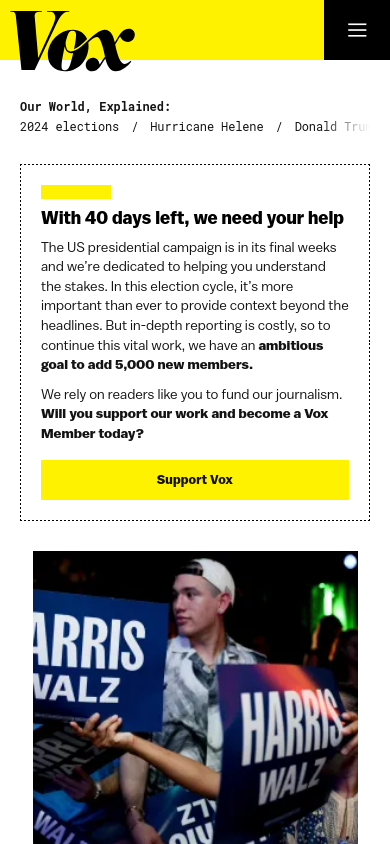 Vox
Our World, Explained:
2024 elections / Hurricane Helene / Donald Trum
With 40 days left, we need your help
The US presidential campaign is in its final weeks
and we're dedicated to helping you understand
the stakes. In this election cycle, it's more
important than ever to provide context beyond the
headlines. But in-depth reporting is costly, so to
continue this vital work, we have an ambitious
goal to add 5,000 new members.
We rely on readers like you to fund our journalism.
Will you support our work and become a Vox
Member today?
Support Vox
ARRIS
WALZ
HARRIS
WALZ
WALZ